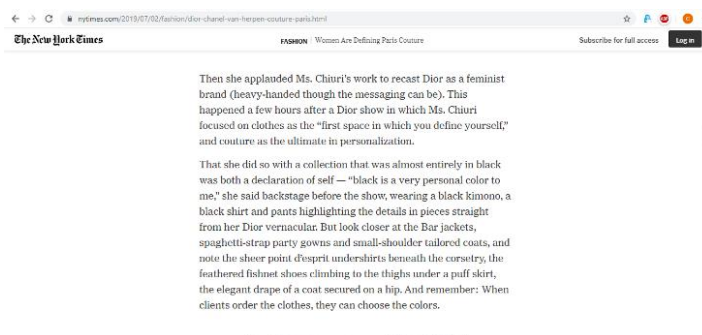 nytimes.com/2019/07/02/fashion/dior-chanel-van-herpen-couture-paris.html
The New York Times
FASHION | Women Are Defining Paris Couture
Subscribe for full access
Log in
Then she applauded Ms. Chiuri's work to recast Dior as a feminist
brand (heavy-handed though the messaging can be). This
happened a few hours after a Dior show in which Ms. Chiuri
focused on clothes as the “first space in which you define yourself,”
and couture as the ultimate in personalization.
That she did so with a collection that was almost entirely in black
was both a declaration of self — “black is a very personal color to
me,” she said backstage before the show, wearing a black kimono, a
black shirt and pants highlighting the details in pieces straight
from her Dior vernacular. But look closer at the Bar jackets,
spaghetti-strap party gowns and small-shoulder tailored coats, and
note the sheer point d'esprit undershirts beneath the corsetry, the
feathered fishnet shoes climbing to the thighs under a puff skirt,
the elegant drape of a coat secured on a hip. And remember: When
clients order the clothes, they can choose the colors.